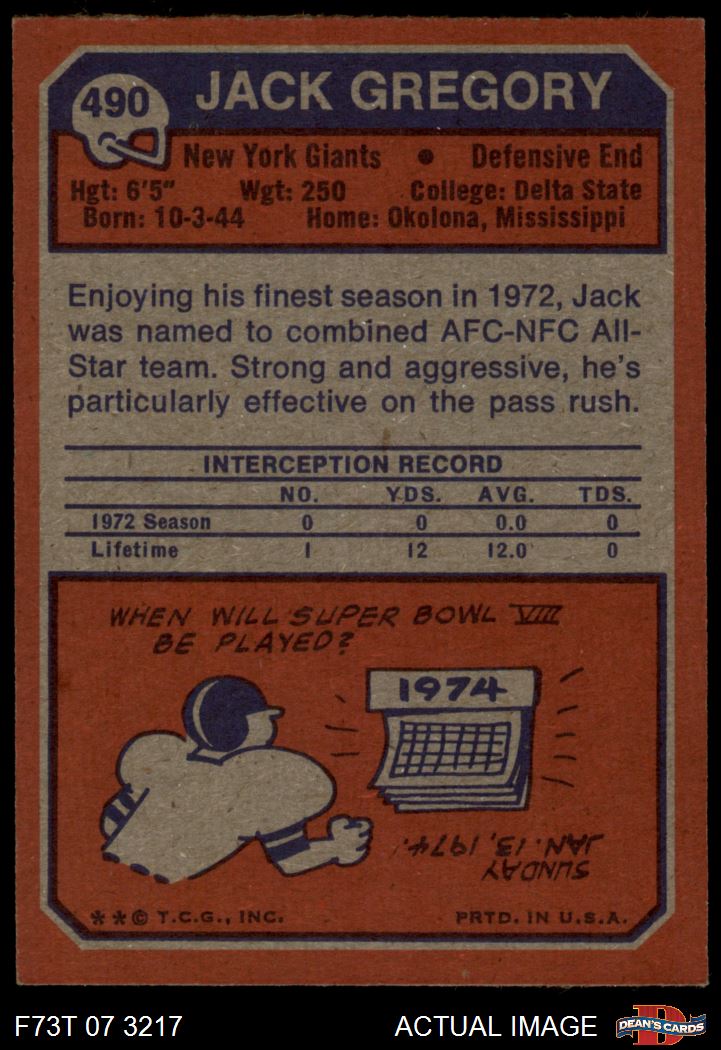 490
JACK GREGORY
New York Giants • Defensive End
Hgt: 6'5" Wgt: 250 College: Delta State
Born: 10-3-44 Home: Okolona, Mississippi
Enjoying his finest season in 1972, Jack
was named to combined AFC-NFC All-
Star team. Strong and aggressive, he's
particularly effective on the pass rush.
INTERCEPTION RECORD
NO. YDS. AVG. TDS.
1972 Season 0 0 0.0 0
Lifetime 1 12 12.0 0
WHEN WILL SUPER BOWL VIII
BE PLAYED?
1974
SUNDAY
JAN. 13, 1974.
**© T.C.G., INC. PRTD. IN U.S.A.
F73T 07 3217 ACTUAL IMAGE
D
DEAN'S CARDS